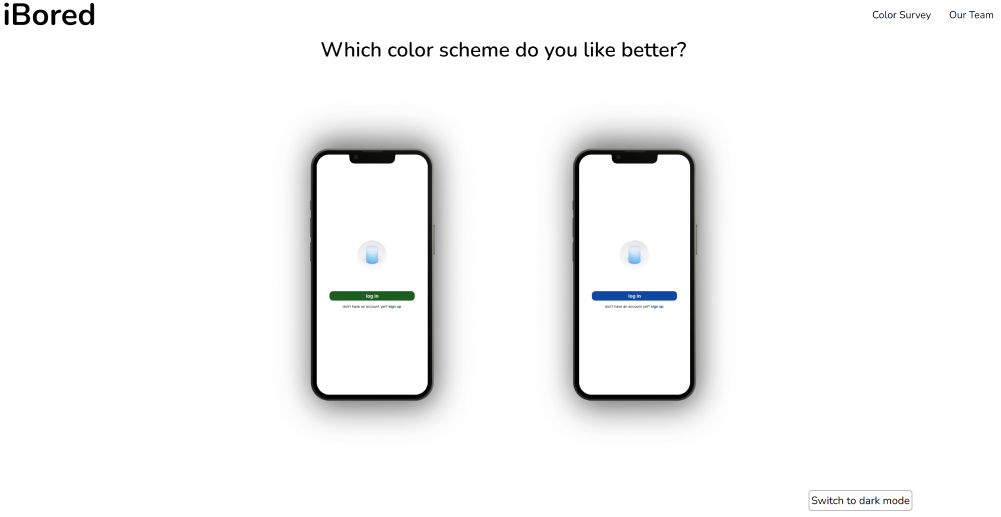 iBored
Color Survey Our Team
Which color scheme do you like better?
log in
don't have an account yet? sign up
log in
don't have an account yet? sign up
Switch to dark mode